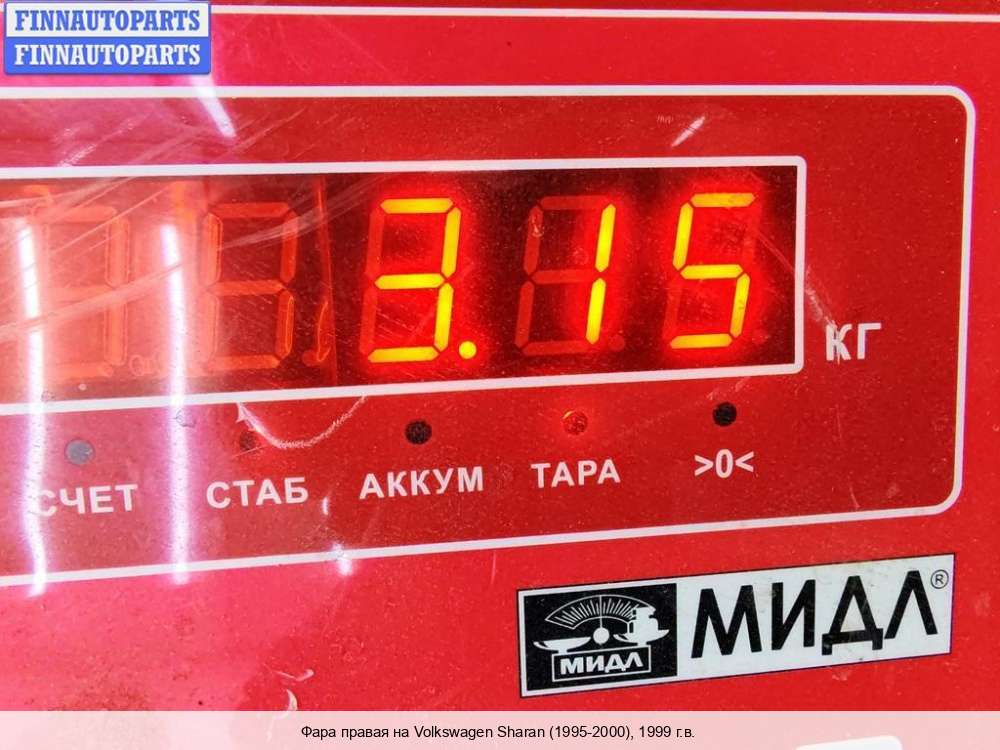 FINNAUTOPARTS
FINNAUTOPARTS
3.15
КГ
СЧЕТ СТАБ АККУМ ТАРА >0<
МИДЛ МИДЛ®
Фара правая на Volkswagen Sharan (1995-2000), 1999 г.в.